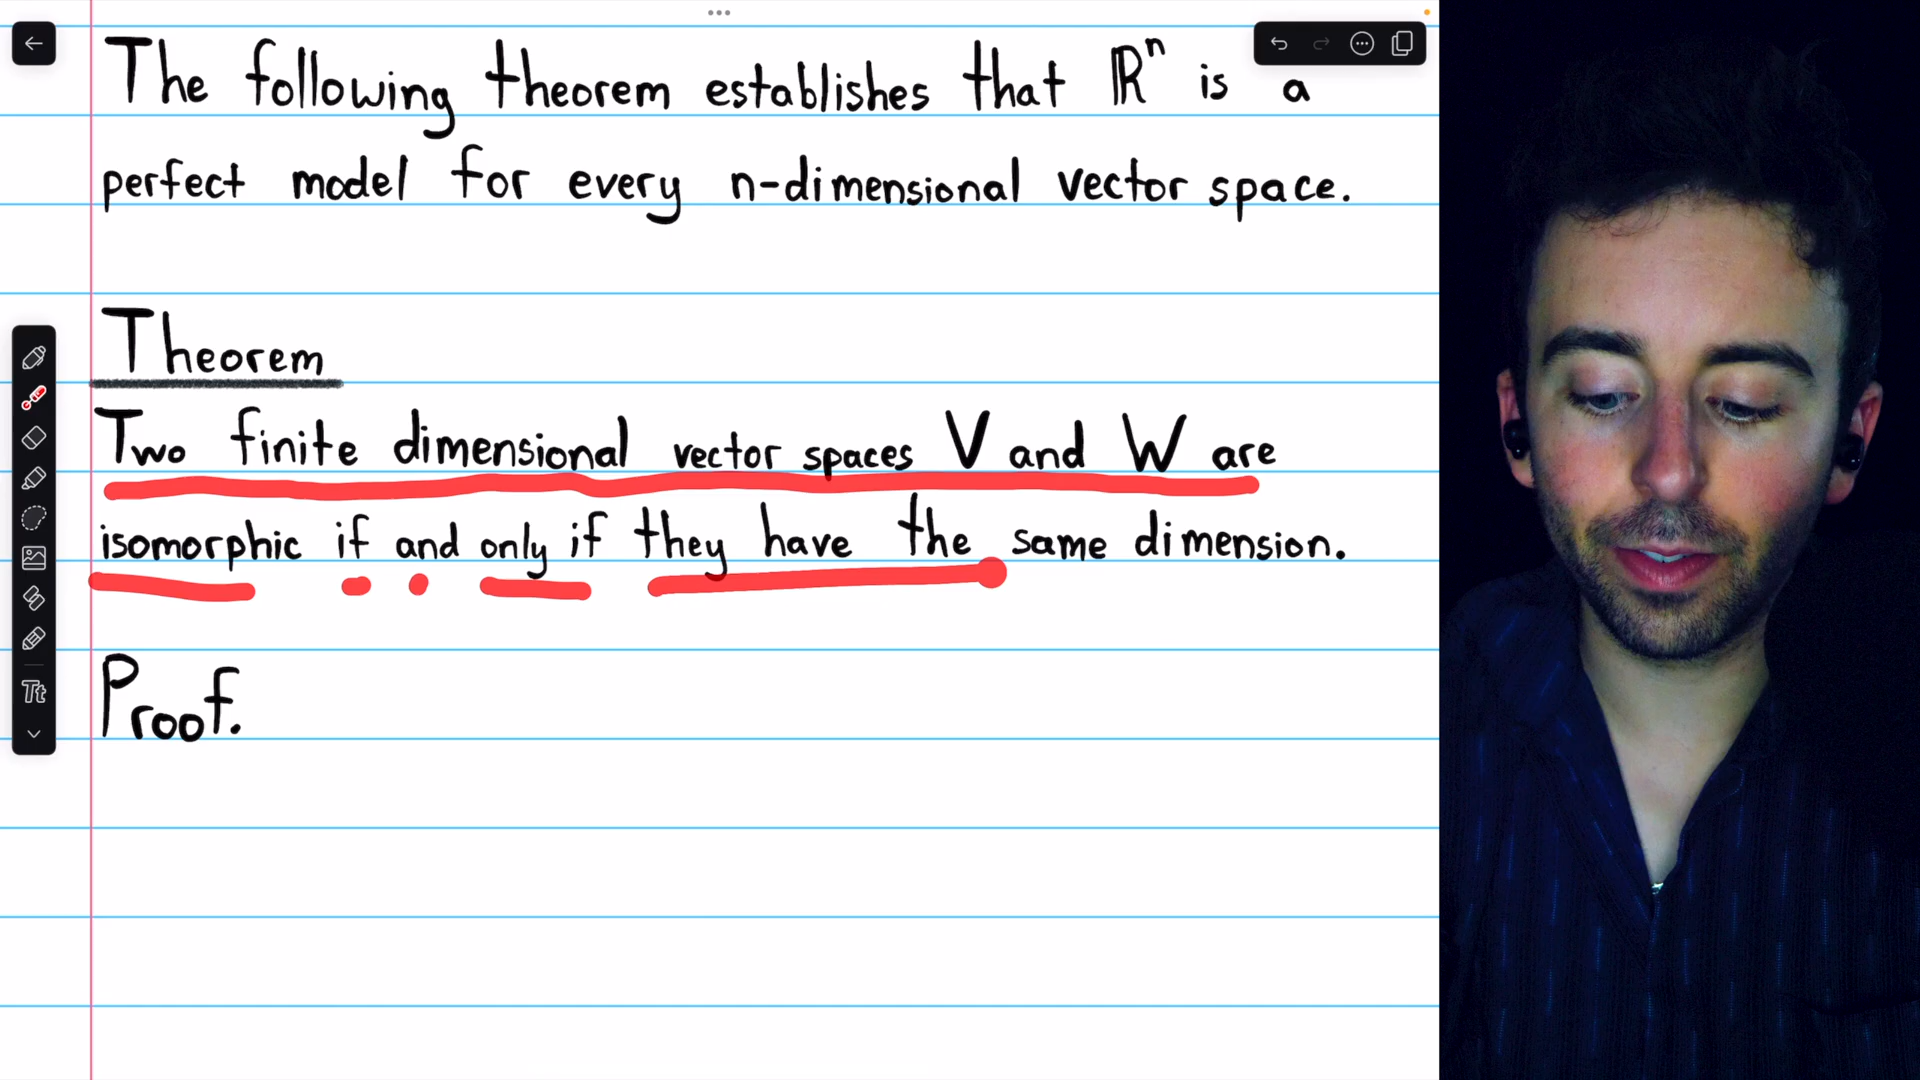 The following theorem establishes that ℝⁿ is a
perfect model for every n-dimensional vector space.
Theorem
Two finite dimensional vector spaces V and W are
isomorphic if and only if they have the same dimension.
Proof.
Tt